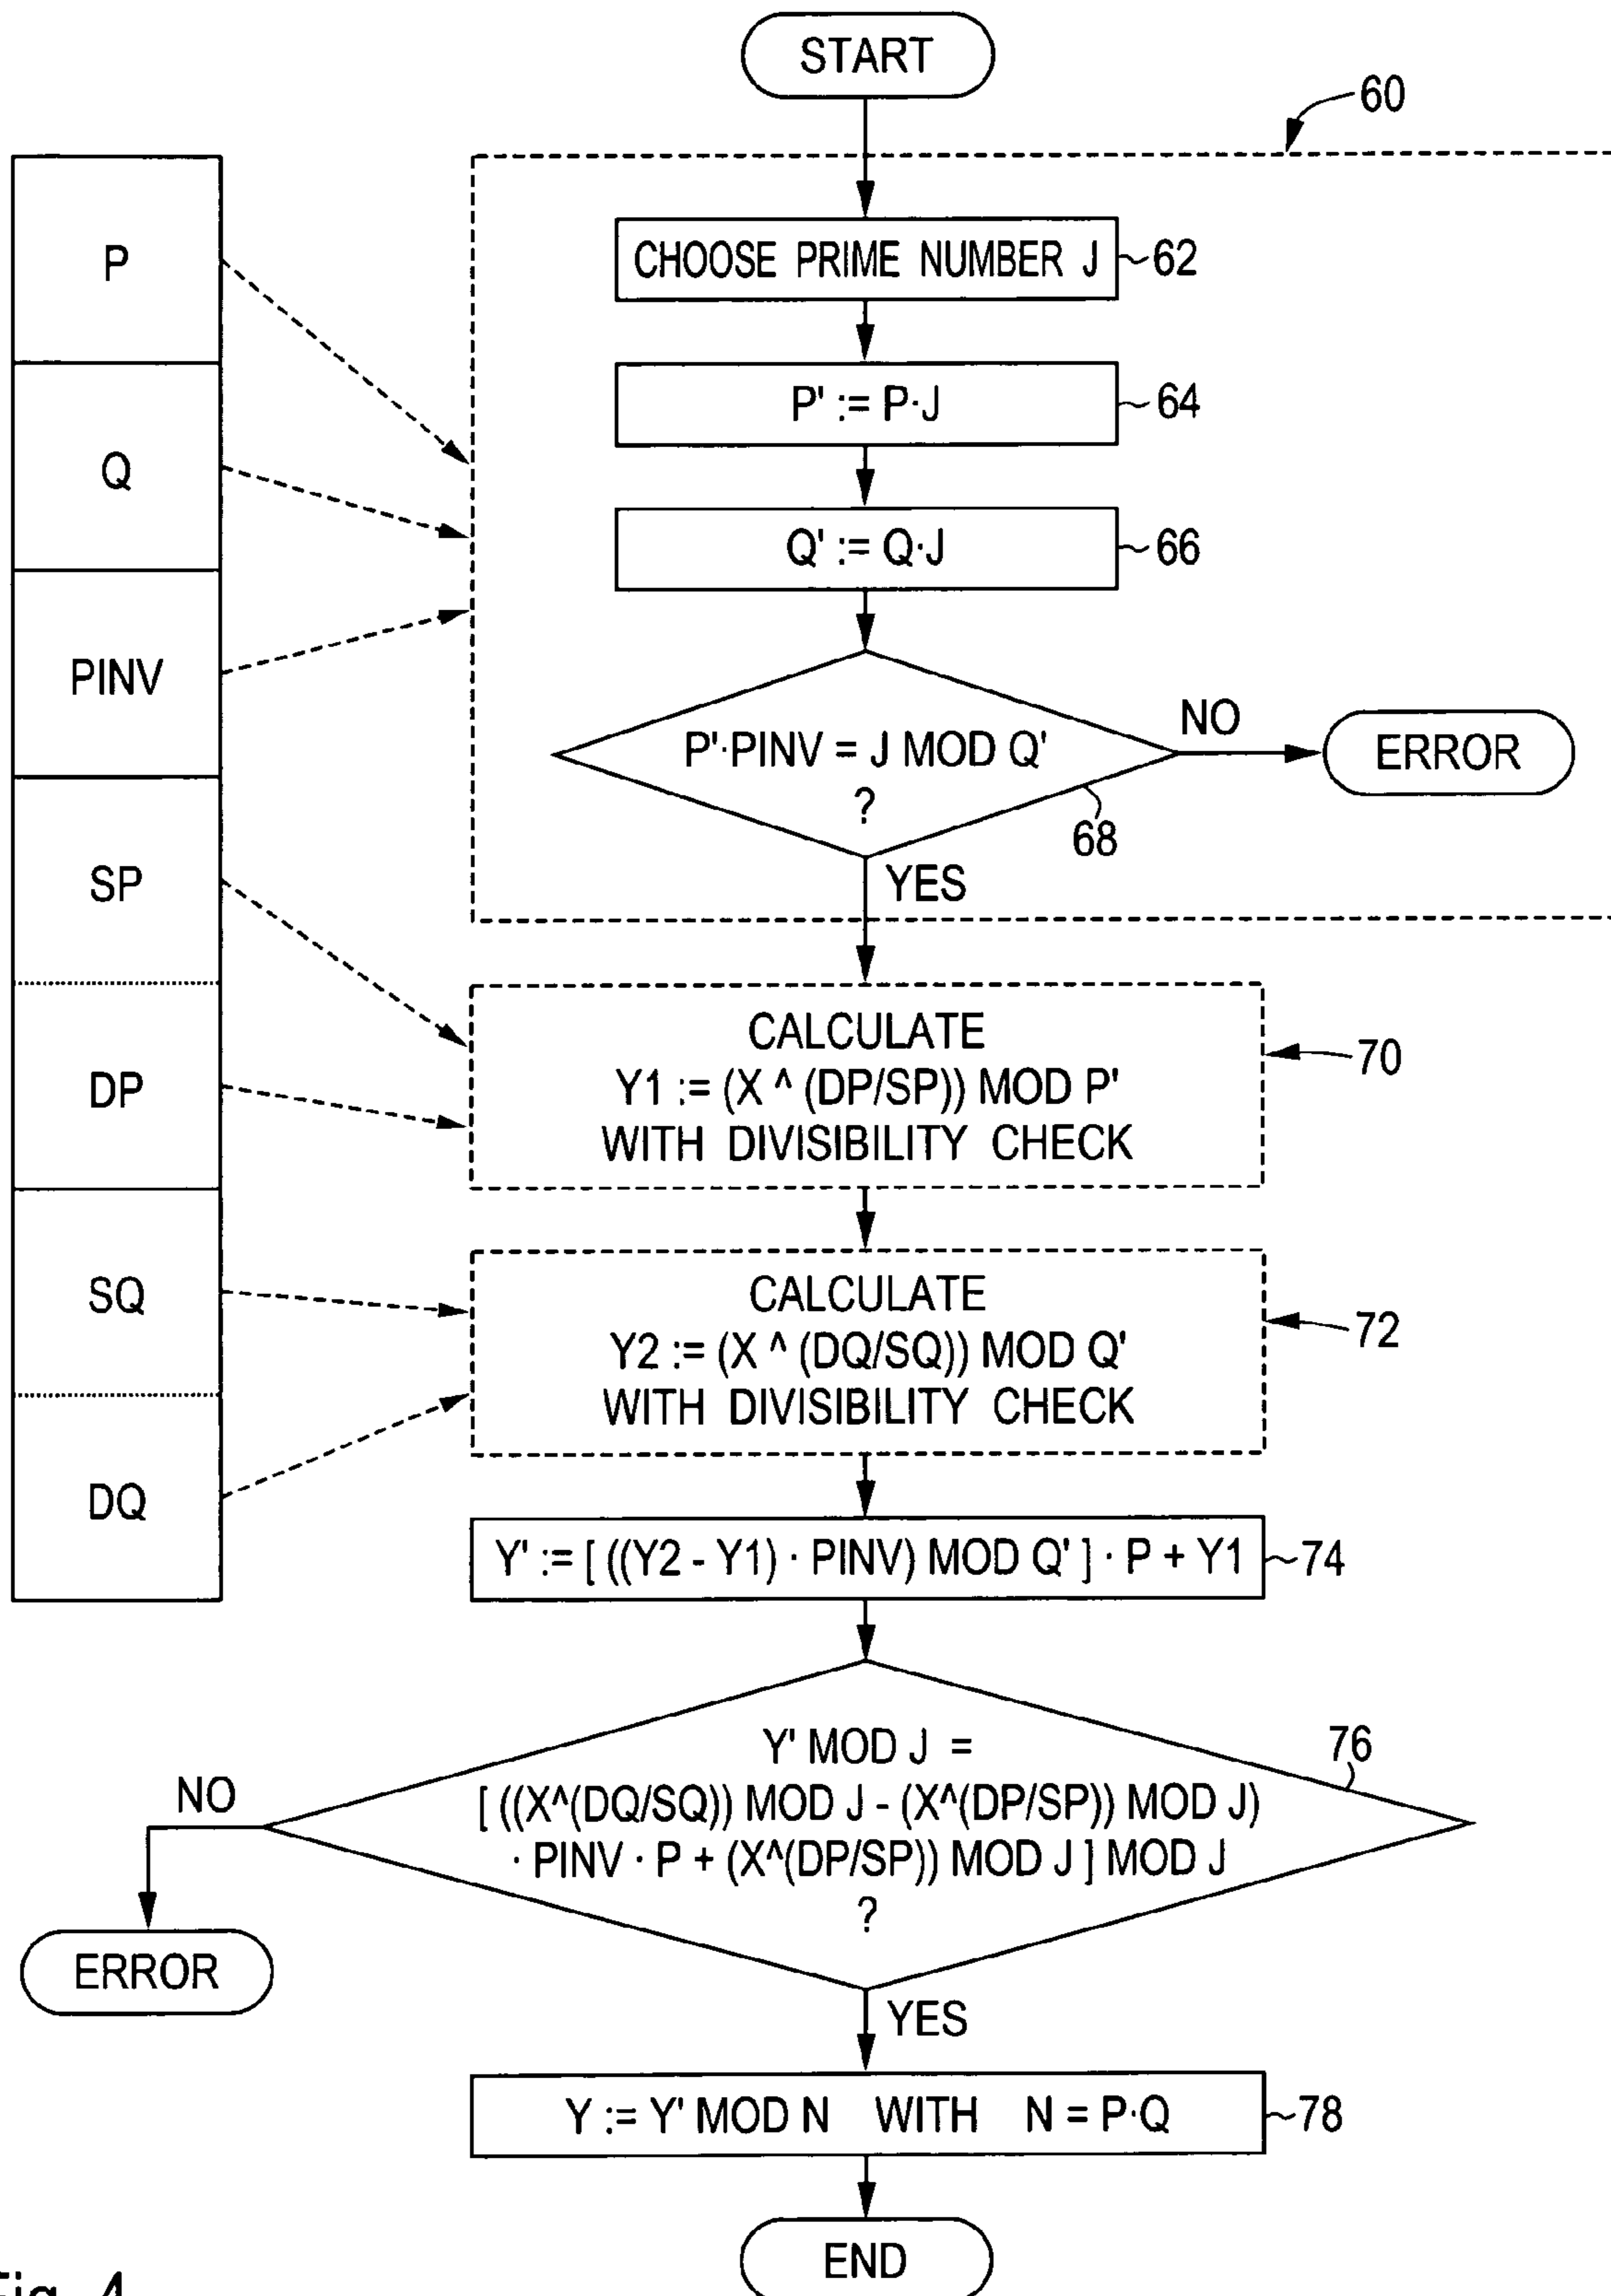 START
60
P
Q
PINV
SP
DP
SQ
DQ
CHOOSE PRIME NUMBER J
62
P' := P·J
64
Q' := Q·J
66
P'·PINV = J MOD Q'
?
68
NO
ERROR
YES
CALCULATE
Y1 := (X ^ (DP/SP)) MOD P'
WITH DIVISIBILITY CHECK
70
CALCULATE
Y2 := (X ^ (DQ/SQ)) MOD Q'
WITH DIVISIBILITY CHECK
72
Y' := [ ((Y2 - Y1) · PINV) MOD Q' ] · P + Y1
74
Y' MOD J =
[ ((X^(DQ/SQ)) MOD J - (X^(DP/SP)) MOD J)
· PINV · P + (X^(DP/SP)) MOD J ] MOD J
?
76
NO
ERROR
YES
Y := Y' MOD N WITH N = P·Q
78
END
Fig. 4